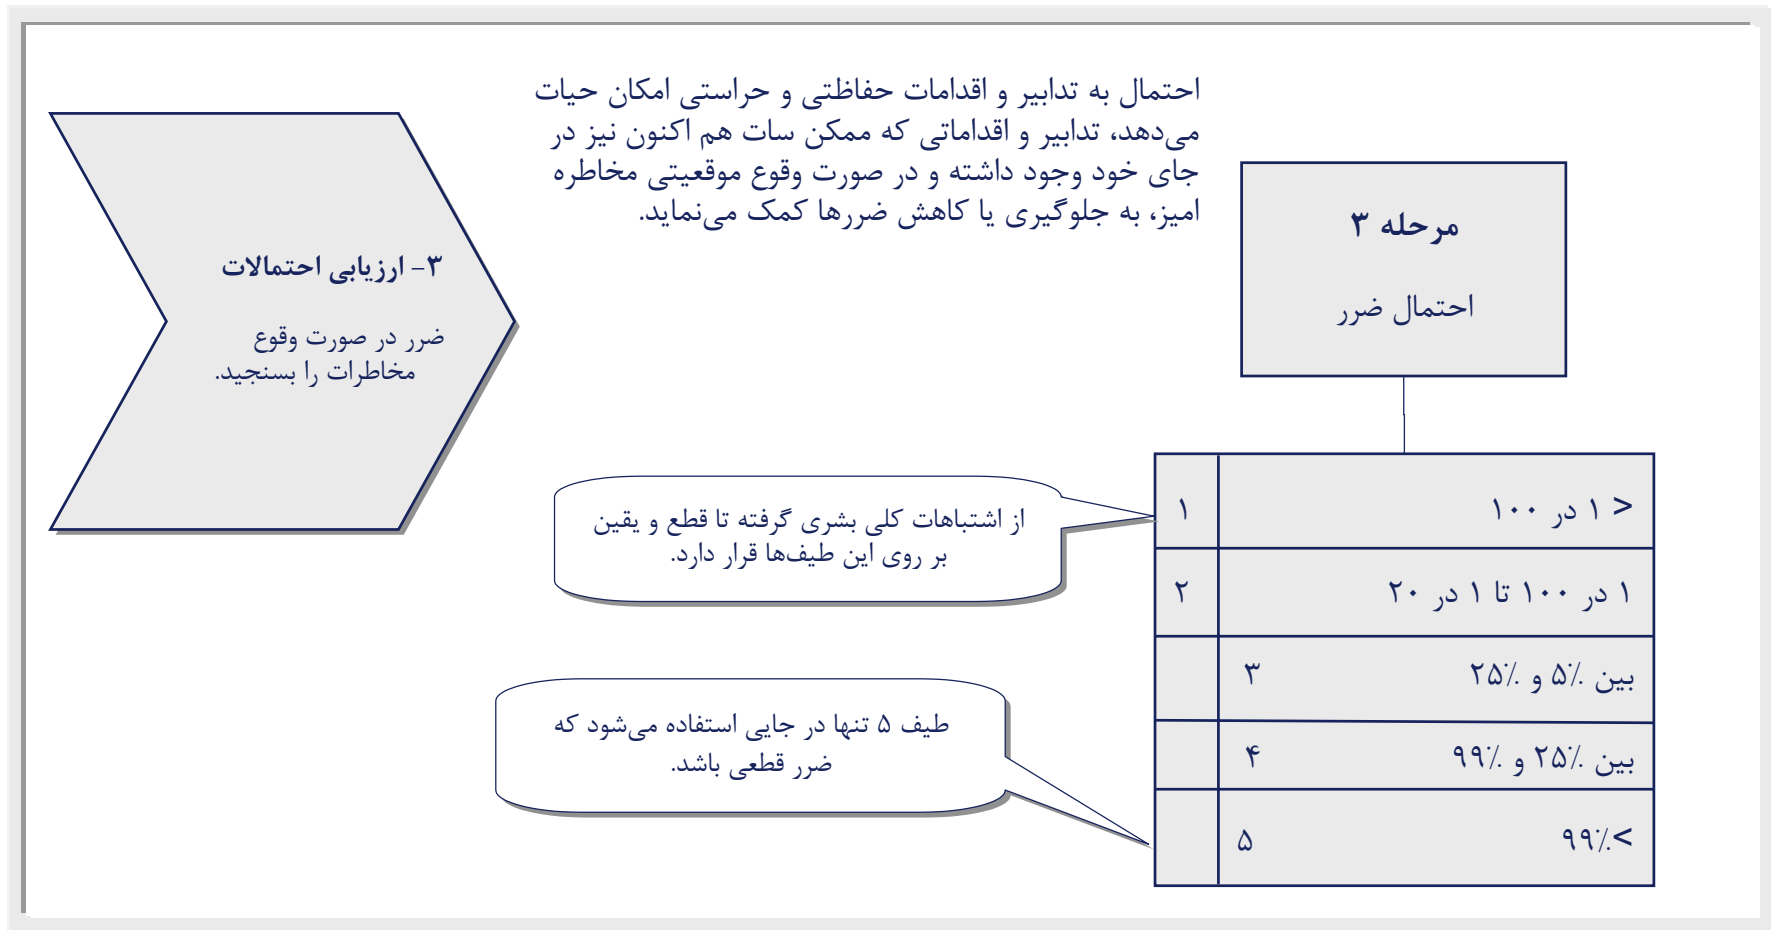 احتمال به تدابیر و اقدامات حفاظتی و حراستی امکان حیات
می‌دهد، تدابیر و اقداماتی که ممکن سات هم اکنون نیز در
جای خود وجود داشته و در صورت وقوع موقعیتی مخاطره
امیز، به جلوگیری یا کاهش ضررها کمک می‌نماید.
مرحله ۳
احتمال ضرر
۳- ارزیابی احتمالات
ضرر در صورت وقوع
مخاطرات را بسنجید.
< ۱ در ۱۰۰ ۱
۱ در ۱۰۰ تا ۱ در ۲۰ ۲
بین ۵٪ و ۲۵٪ ۳
بین ۲۵٪ و ۹۹٪ ۴
>۹۹٪ ۵
از اشتباهات کلی بشری گرفته تا قطع و یقین
بر روی این طیف‌ها قرار دارد.
طیف ۵ تنها در جایی استفاده می‌شود که
ضرر قطعی باشد.